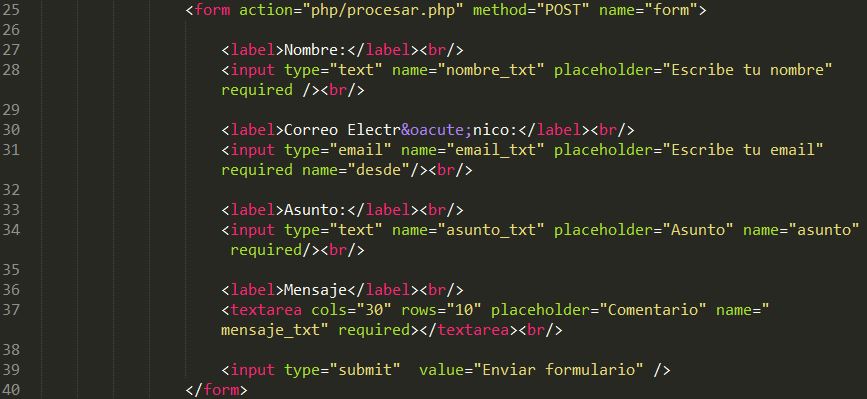 25 <form action="php/procesar.php" method="POST" name="form">
26
27 <label>Nombre:</label><br/>
28 <input type="text" name="nombre_txt" placeholder="Escribe tu nombre"
required /><br/>
29
30 <label>Correo Electr&oacute;nico:</label><br/>
31 <input type="email" name="email_txt" placeholder="Escribe tu email"
required name="desde"/><br/>
32
33 <label>Asunto:</label><br/>
34 <input type="text" name="asunto_txt" placeholder="Asunto" name="asunto"
required/><br/>
35
36 <label>Mensaje</label><br/>
37 <textarea cols="30" rows="10" placeholder="Comentario" name="
mensaje_txt" required></textarea><br/>
38
39 <input type="submit"  value="Enviar formulario" />
40 </form>